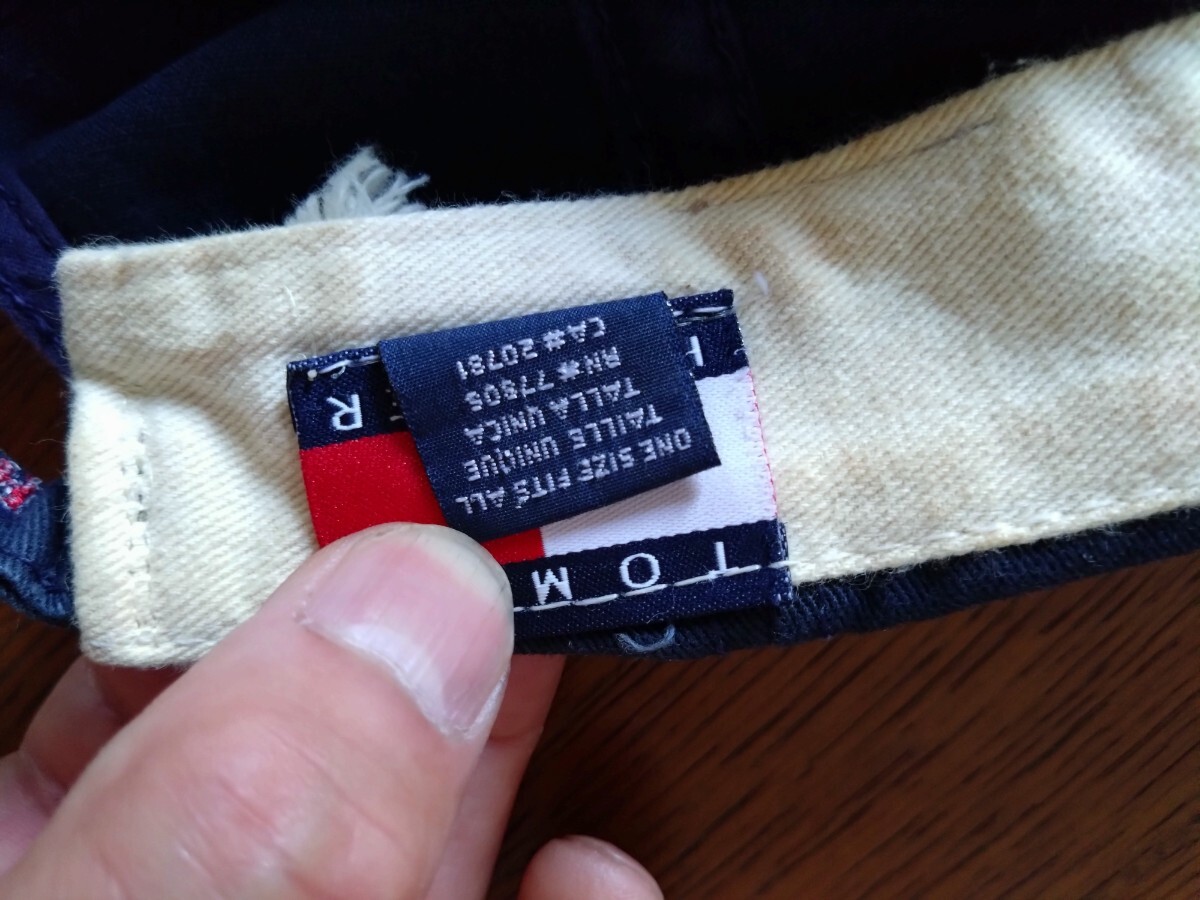 TOM
ONE SIZE FITS ALL
TAILLE UNIQUE
TALLA UNICA
RN# 77805
CA# 20781
H R